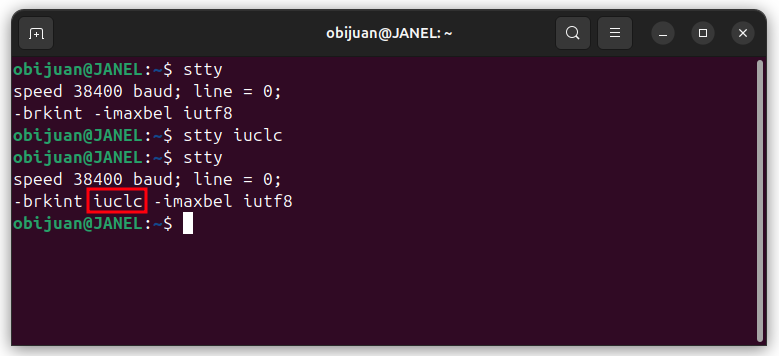 obijuan@JANEL: ~
obijuan@JANEL:~$ stty
speed 38400 baud; line = 0;
-brkint -imaxbel iutf8
obijuan@JANEL:~$ stty iuclc
obijuan@JANEL:~$ stty
speed 38400 baud; line = 0;
-brkint iuclc -imaxbel iutf8
obijuan@JANEL:~$